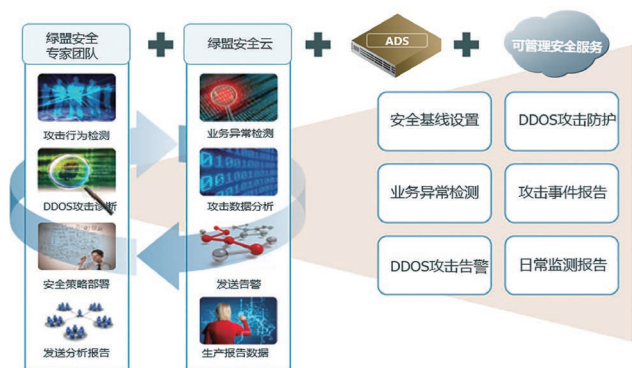 绿盟安全
专家团队
攻击行为检测
DDOS攻击诊断
安全策略部署
发送分析报告
绿盟安全云
业务异常检测
攻击数据分析
发送告警
生产报告数据
ADS
可管理安全服务
安全基线设置
DDOS攻击防护
业务异常检测
攻击事件报告
DDOS攻击告警
日常监测报告